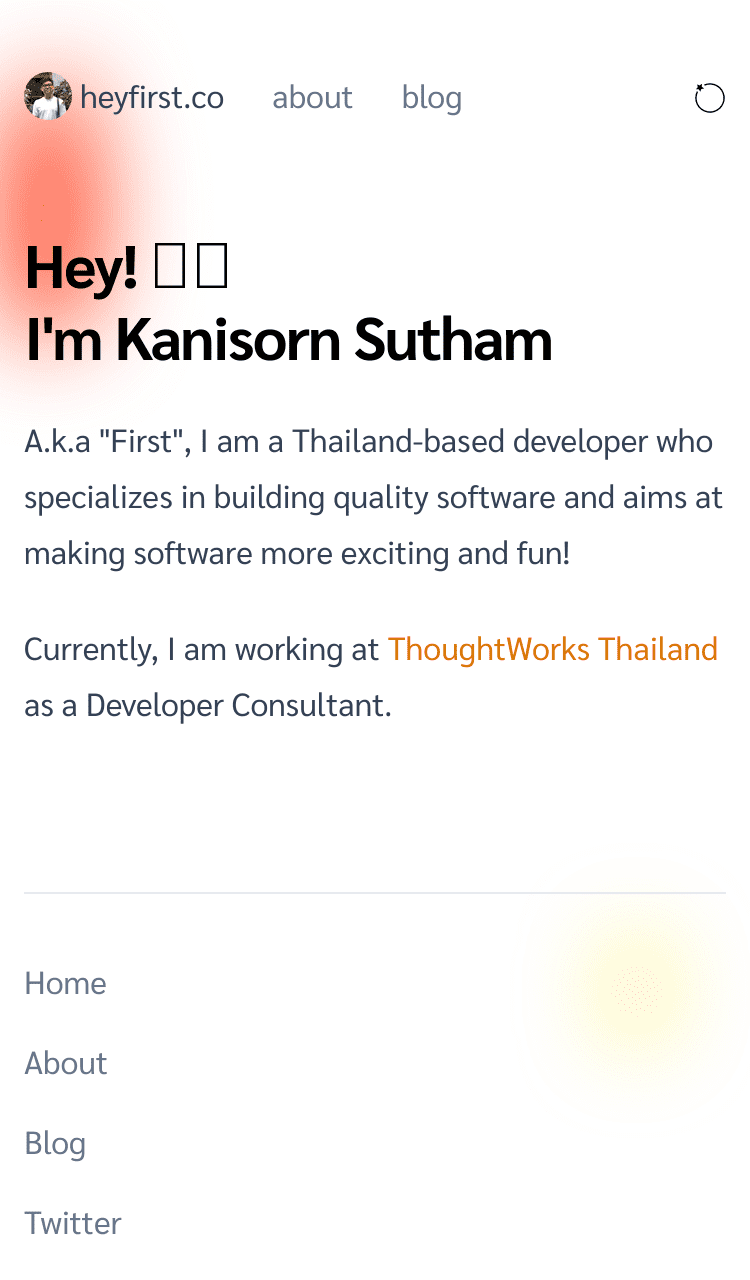 heyfirst.co about blog
Hey!
I'm Kanisorn Sutham
A.k.a "First", I am a Thailand-based developer who
specializes in building quality software and aims at
making software more exciting and fun!
Currently, I am working at ThoughtWorks Thailand
as a Developer Consultant.
Home
About
Blog
Twitter